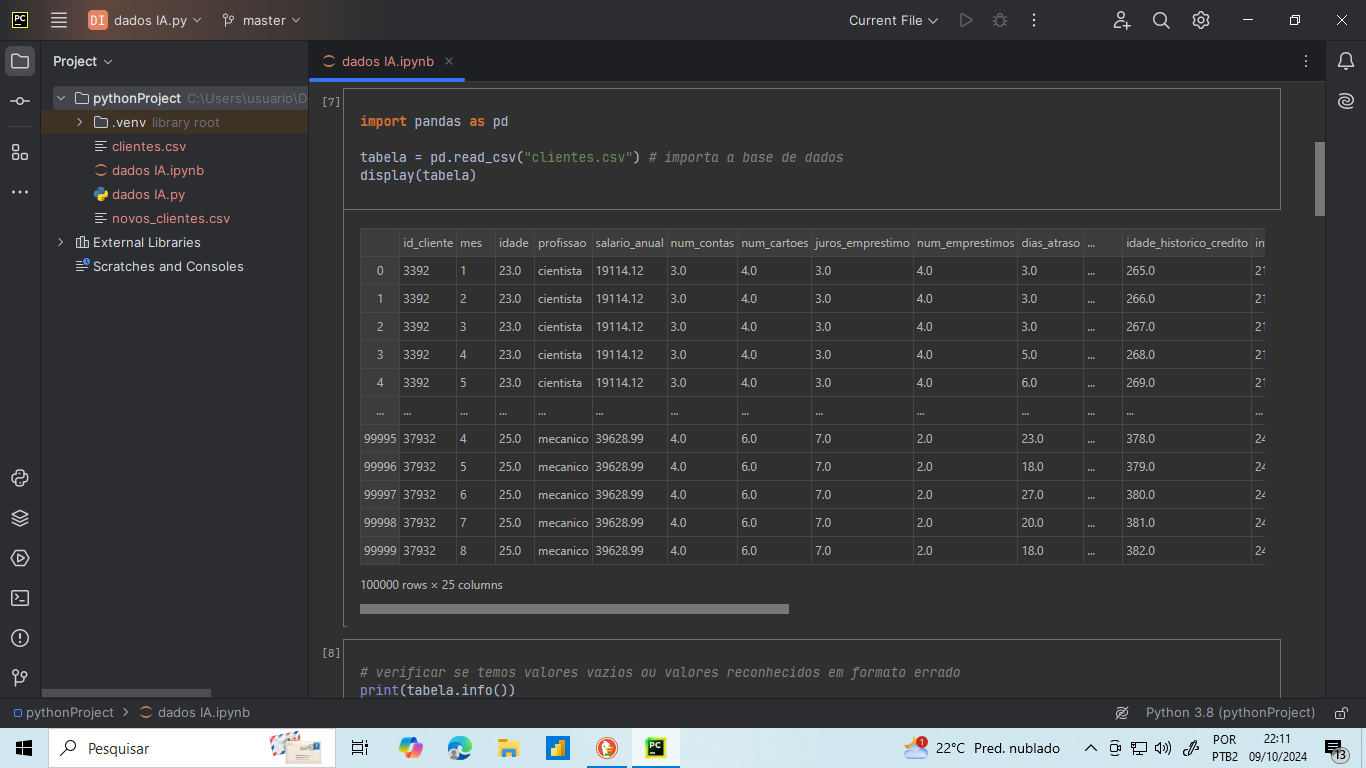 PC DI dados IA.py master Current File
Project
dados IA.ipynb
pythonProject C:\Users\usuario\D
.venv library root
clientes.csv
dados IA.ipynb
dados IA.py
novos_clientes.csv
External Libraries
Scratches and Consoles
[7]
import pandas as pd
tabela = pd.read_csv("clientes.csv") # importa a base de dados
display(tabela)
id_cliente mes idade profissao salario_anual num_contas num_cartoes juros_emprestimo num_emprestimos dias_atraso ... idade_historico_credito in
0 3392 1 23.0 cientista 19114.12 3.0 4.0 3.0 4.0 3.0 ... 265.0 21
1 3392 2 23.0 cientista 19114.12 3.0 4.0 3.0 4.0 3.0 ... 266.0 21
2 3392 3 23.0 cientista 19114.12 3.0 4.0 3.0 4.0 3.0 ... 267.0 21
3 3392 4 23.0 cientista 19114.12 3.0 4.0 3.0 4.0 5.0 ... 268.0 21
4 3392 5 23.0 cientista 19114.12 3.0 4.0 3.0 4.0 6.0 ... 269.0 21
... ... ... ... ... ... ... ... ... ... ... ... ... ...
99995 37932 4 25.0 mecanico 39628.99 4.0 6.0 7.0 2.0 23.0 ... 378.0 24
99996 37932 5 25.0 mecanico 39628.99 4.0 6.0 7.0 2.0 18.0 ... 379.0 24
99997 37932 6 25.0 mecanico 39628.99 4.0 6.0 7.0 2.0 27.0 ... 380.0 24
99998 37932 7 25.0 mecanico 39628.99 4.0 6.0 7.0 2.0 20.0 ... 381.0 24
99999 37932 8 25.0 mecanico 39628.99 4.0 6.0 7.0 2.0 18.0 ... 382.0 24
100000 rows × 25 columns
[8]
# verificar se temos valores vazios ou valores reconhecidos em formato errado
print(tabela.info())
pythonProject > dados IA.ipynb Python 3.8 (pythonProject)
Pesquisar PC 1 22°C Pred. nublado POR 22:11
PTB2 09/10/2024 13